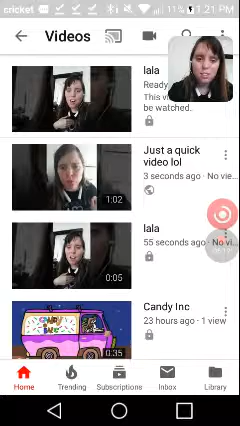 cricket
11% 1:21 PM
Videos
lala
Ready
This vi
be watched.
Just a quick
video lol
3 seconds ago · No vie...
1:02
lala
55 seconds ago · No vi...
0:05
Candy Inc
23 hours ago · 1 view
CANDY
0:35
Home
Trending
Subscriptions
Inbox
Library